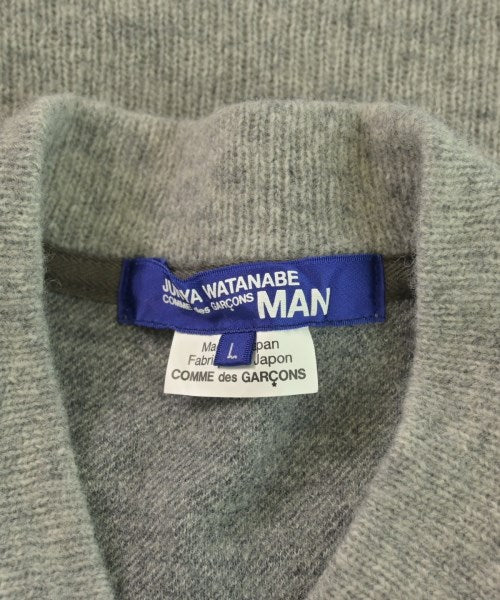 JUNYA WATANABE
COMME des GARÇONS MAN
L
Made in Japan
Fabriqué au Japon
COMME des GARÇONS